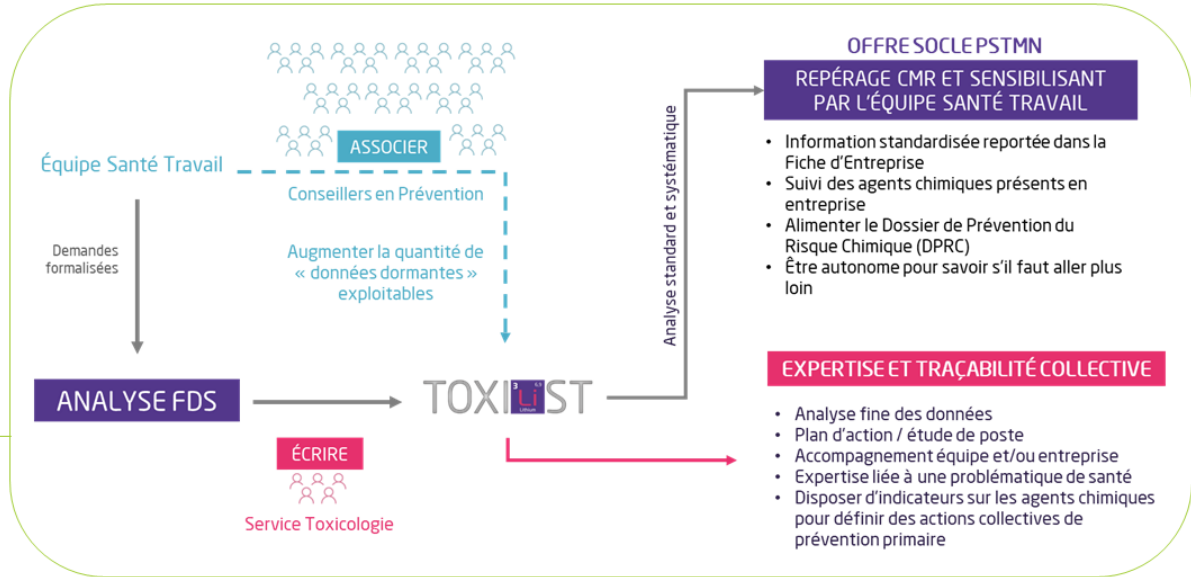 Équipe Santé Travail
Demandes
formalisées
ANALYSE FDS
ASSOCIER
Conseillers en Prévention
Augmenter la quantité de
« données dormantes »
exploitables
ÉCRIRE
Service Toxicologie
TOXILIST
3
Li
Lithium
Analyse standard et systématique
OFFRE SOCLE PSTMN
REPÉRAGE CMR ET SENSIBILISANT
PAR L'ÉQUIPE SANTÉ TRAVAIL
• Information standardisée reportée dans la
Fiche d'Entreprise
• Suivi des agents chimiques présents en
entreprise
• Alimenter le Dossier de Prévention du
Risque Chimique (DPRC)
• Être autonome pour savoir s'il faut aller plus
loin
EXPERTISE ET TRAÇABILITÉ COLLECTIVE
• Analyse fine des données
• Plan d'action / étude de poste
• Accompagnement équipe et/ou entreprise
• Expertise liée à une problématique de santé
• Disposer d'indicateurs sur les agents chimiques
pour définir des actions collectives de
prévention primaire